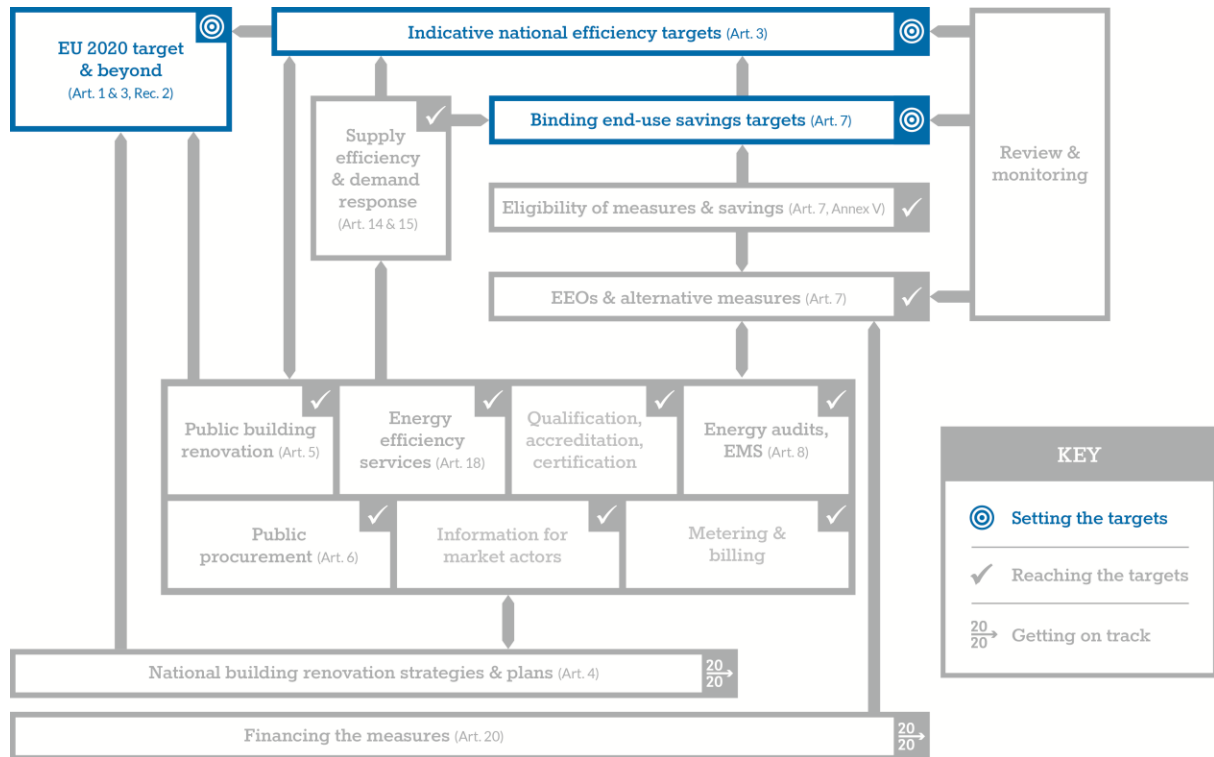 EU 2020 target
& beyond
(Art. 1 & 3, Rec. 2)
Indicative national efficiency targets (Art. 3)
Supply
efficiency
& demand
response
(Art. 14 & 15)
Binding end-use savings targets (Art. 7)
Review &
monitoring
Eligibility of measures & savings (Art. 7, Annex V)
EEOs & alternative measures (Art. 7)
Public building
renovation (Art. 5)
Energy
efficiency
services (Art. 18)
Qualification,
accreditation,
certification
Energy audits,
EMS (Art. 8)
Public
procurement (Art. 6)
Information for
market actors
Metering &
billing
National building renovation strategies & plans (Art. 4)
20
20
Financing the measures (Art. 20)
20
20
KEY
Setting the targets
Reaching the targets
20
20
Getting on track